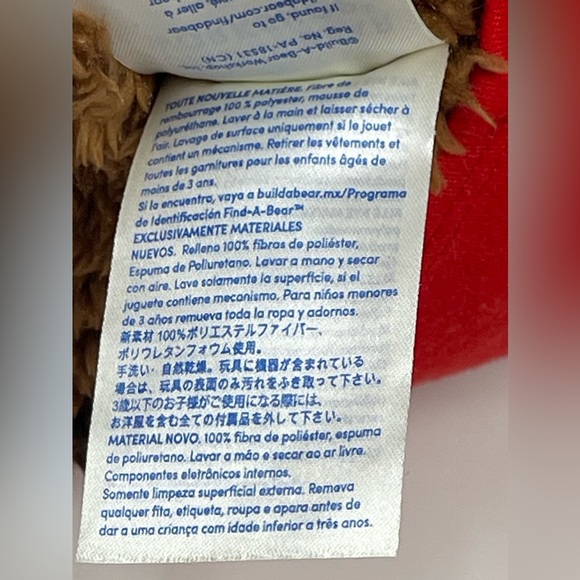 ©Build-A-Bear Workshop, Inc.
Reg. No. PA-18531 (CN)
If found, go to
buildabear.com/findabear
TOUTE NOUVELLE MATIÈRE. Fibre de
rembourrage 100 % polyester, mousse de
polyuréthane. Laver à la main et laisser sécher à
l'air. Lavage de surface uniquement si le jouet
contient un mécanisme. Retirer les vêtements et
toutes les garnitures pour les enfants âgés de
moins de 3 ans.
Si la encuentra, vaya a buildabear.mx/Programa
de Identificación Find-A-Bear™
EXCLUSIVAMENTE MATERIALES
NUEVOS. Relleno 100% fibras de poliéster,
Espuma de Poliuretano. Lavar a mano y secar
con aire. Lave solamente la superficie, si el
juguete contiene mecanismo. Para niños menores
de 3 años remueva toda la ropa y adornos.
新素材 100%ポリエステルファイバー、
ポリウレタンフォウム使用。
手洗い· 自然乾燥。玩具に機器が含まれている
場合は、玩具の表面のみ汚れをふき取って下さい。
3歳以下のお子様がご使用になる際には、
お洋服を含む全ての付属品を外して下さい。
MATERIAL NOVO. 100% fibra de poliéster, espuma
de poliuretano. Lavar a mão e secar ao ar livre.
Componentes eletrônicos internos.
Somente limpeza superficial externa. Remova
qualquer fita, etiqueta, roupa e apara antes de
dar a uma criança com idade inferior a três anos.